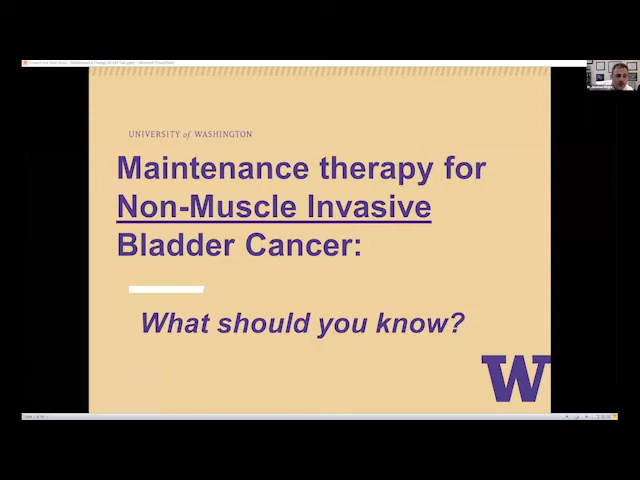 UNIVERSITY of WASHINGTON
Maintenance therapy for
Non-Muscle Invasive
Bladder Cancer:
What should you know?
W